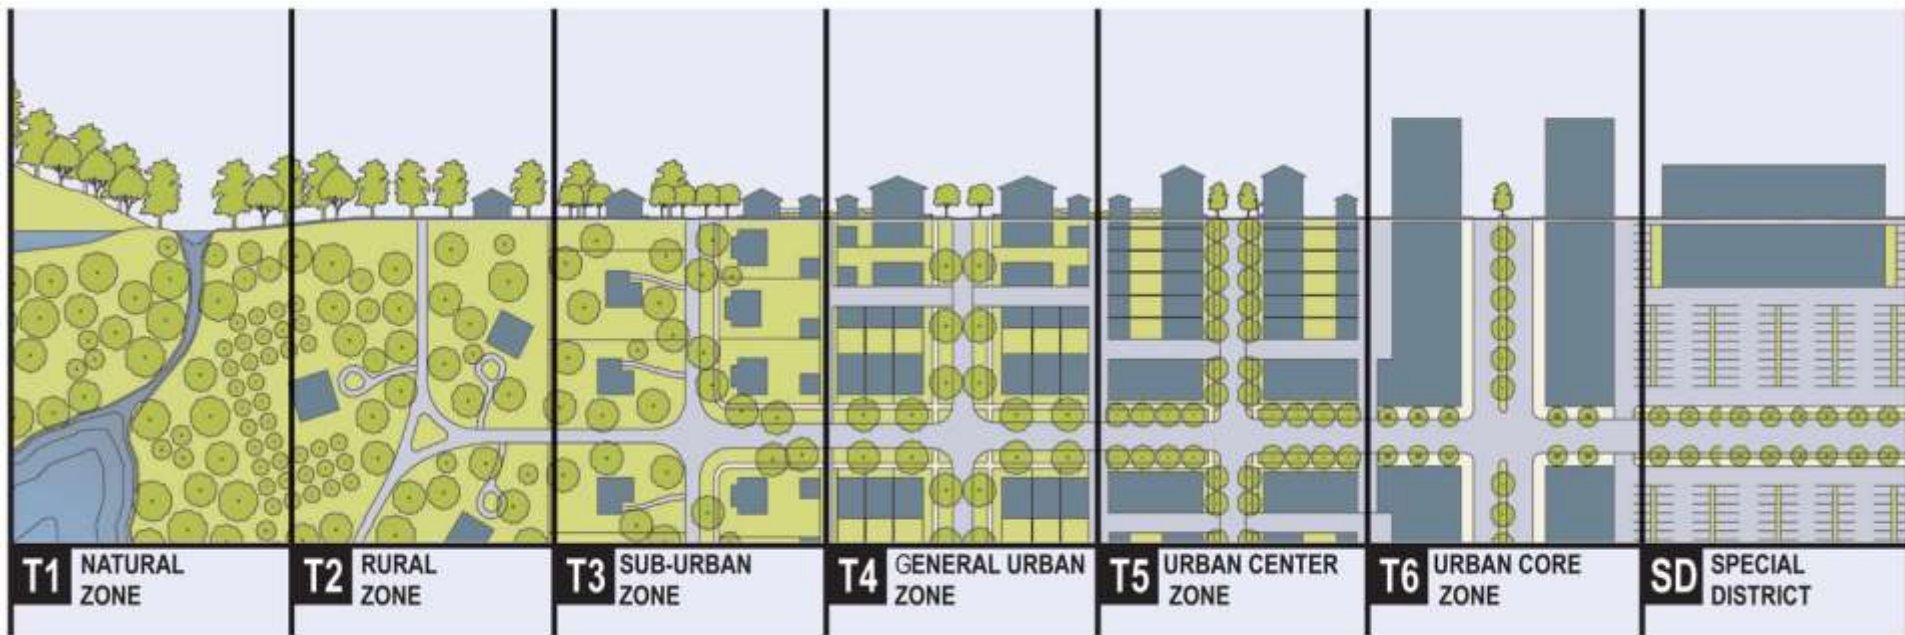 T1 NATURAL
ZONE
T2 RURAL
ZONE
T3 SUB-URBAN
ZONE
T4 GENERAL URBAN
ZONE
T5 URBAN CENTER
ZONE
T6 URBAN CORE
ZONE
SD SPECIAL
DISTRICT